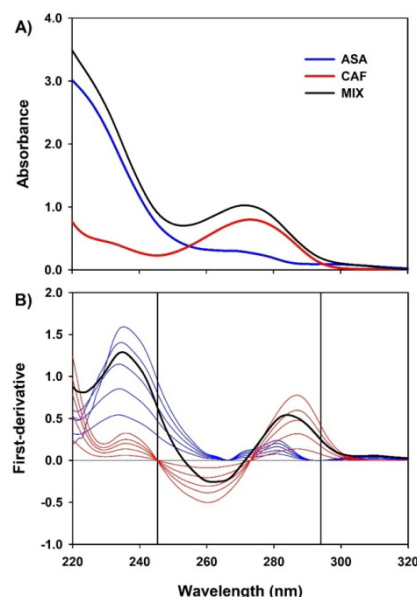 A)
4.0
3.0
2.0
1.0
0.0
Absorbance
ASA
CAF
MIX
B)
2.0
1.5
1.0
0.5
0.0
-0.5
-1.0
First-derivative
220 240 260 280 300 320
Wavelength (nm)